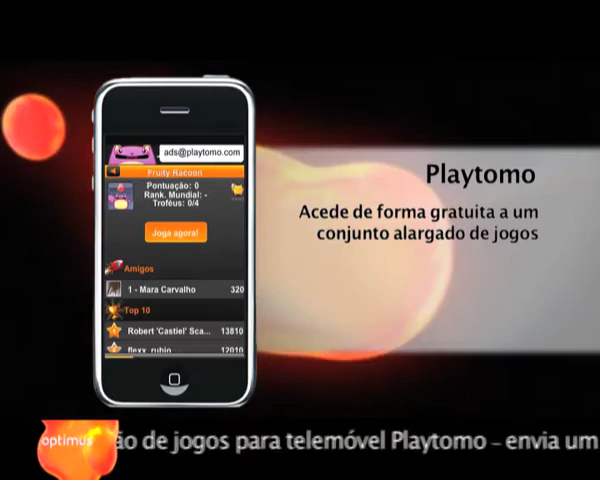 ads@playtomo.com
Fruity Racoon
Pontuação: 0
Rank. Mundial: -
Troféus: 0/4
Joga agora!
Amigos
1 - Mara Carvalho 320
Top 10
Robert 'Castiel' Sca... 13810
flexx_rubio 12010
Playtomo
Acede de forma gratuita a um
conjunto alargado de jogos
optimus
ão de jogos para telemóvel Playtomo - envia um